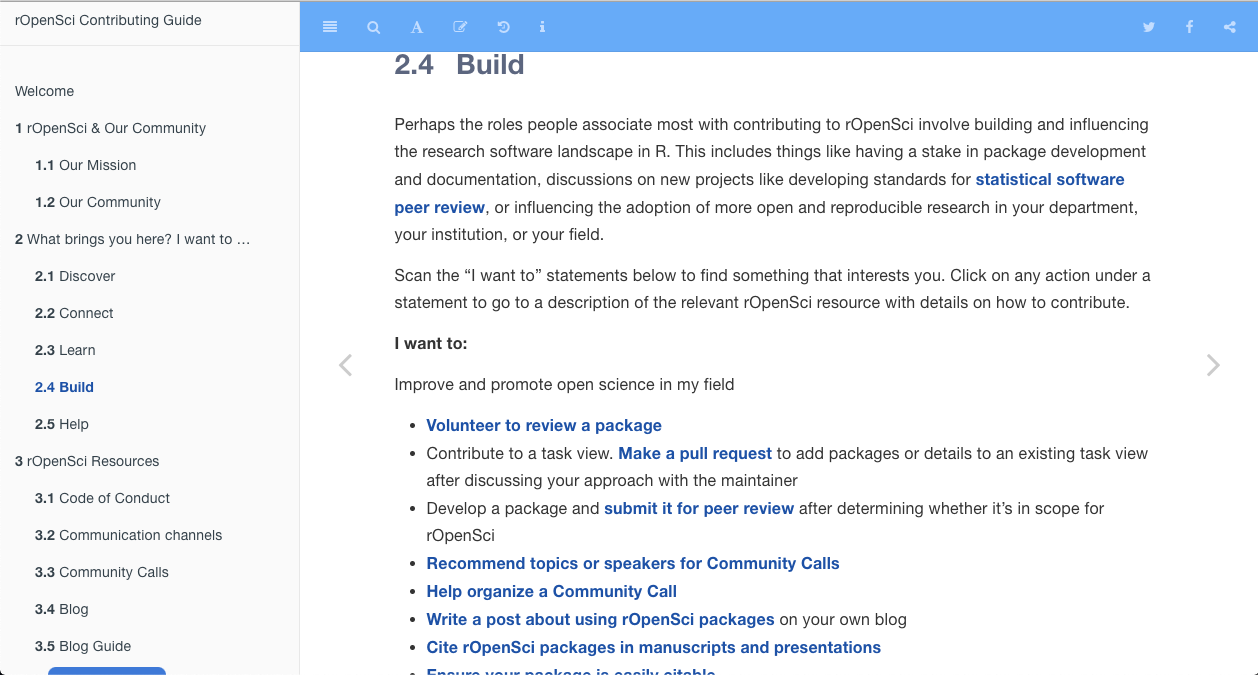 rOpenSci Contributing Guide
Welcome
1 rOpenSci & Our Community
1.1 Our Mission
1.2 Our Community
2 What brings you here? I want to …
2.1 Discover
2.2 Connect
2.3 Learn
2.4 Build
2.5 Help
3 rOpenSci Resources
3.1 Code of Conduct
3.2 Communication channels
3.3 Community Calls
3.4 Blog
3.5 Blog Guide
2.4 Build
Perhaps the roles people associate most with contributing to rOpenSci involve building and influencing
the research software landscape in R. This includes things like having a stake in package development
and documentation, discussions on new projects like developing standards for statistical software
peer review, or influencing the adoption of more open and reproducible research in your department,
your institution, or your field.
Scan the “I want to” statements below to find something that interests you. Click on any action under a
statement to go to a description of the relevant rOpenSci resource with details on how to contribute.
I want to:
Improve and promote open science in my field
• Volunteer to review a package
• Contribute to a task view. Make a pull request to add packages or details to an existing task view
after discussing your approach with the maintainer
• Develop a package and submit it for peer review after determining whether it’s in scope for
rOpenSci
• Recommend topics or speakers for Community Calls
• Help organize a Community Call
• Write a post about using rOpenSci packages on your own blog
• Cite rOpenSci packages in manuscripts and presentations
• Ensure your package is easily citable